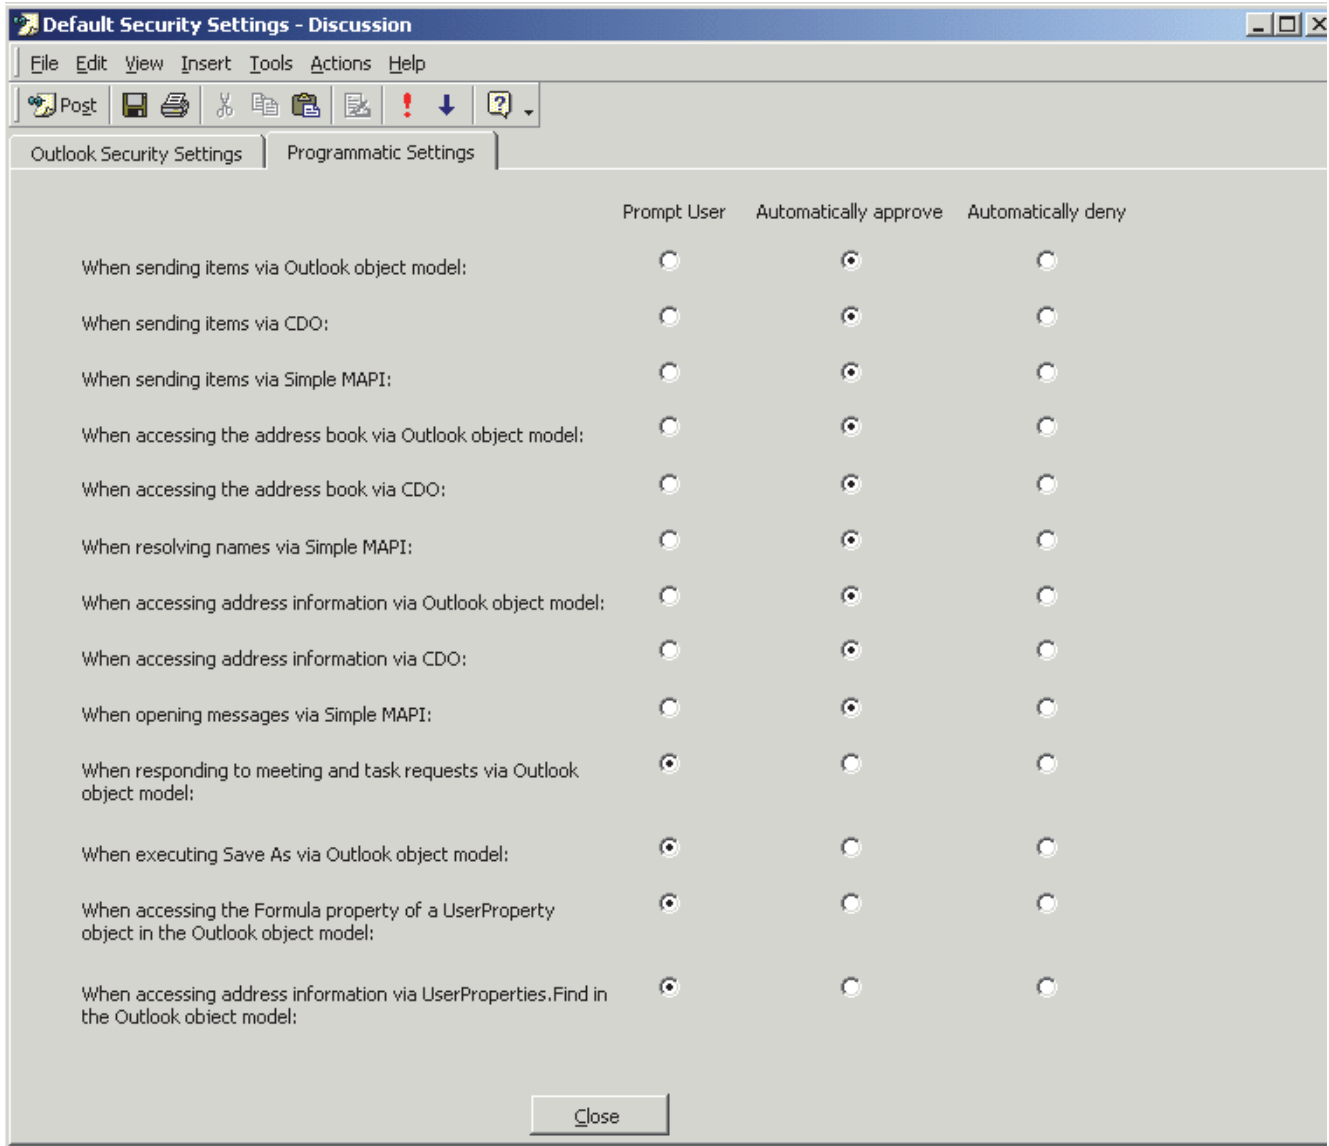 Default Security Settings - Discussion
File Edit View Insert Tools Actions Help
Post
Outlook Security Settings Programmatic Settings
Prompt User Automatically approve Automatically deny
When sending items via Outlook object model:
When sending items via CDO:
When sending items via Simple MAPI:
When accessing the address book via Outlook object model:
When accessing the address book via CDO:
When resolving names via Simple MAPI:
When accessing address information via Outlook object model:
When accessing address information via CDO:
When opening messages via Simple MAPI:
When responding to meeting and task requests via Outlook
object model:
When executing Save As via Outlook object model:
When accessing the Formula property of a UserProperty
object in the Outlook object model:
When accessing address information via UserProperties.Find in
the Outlook object model:
Close